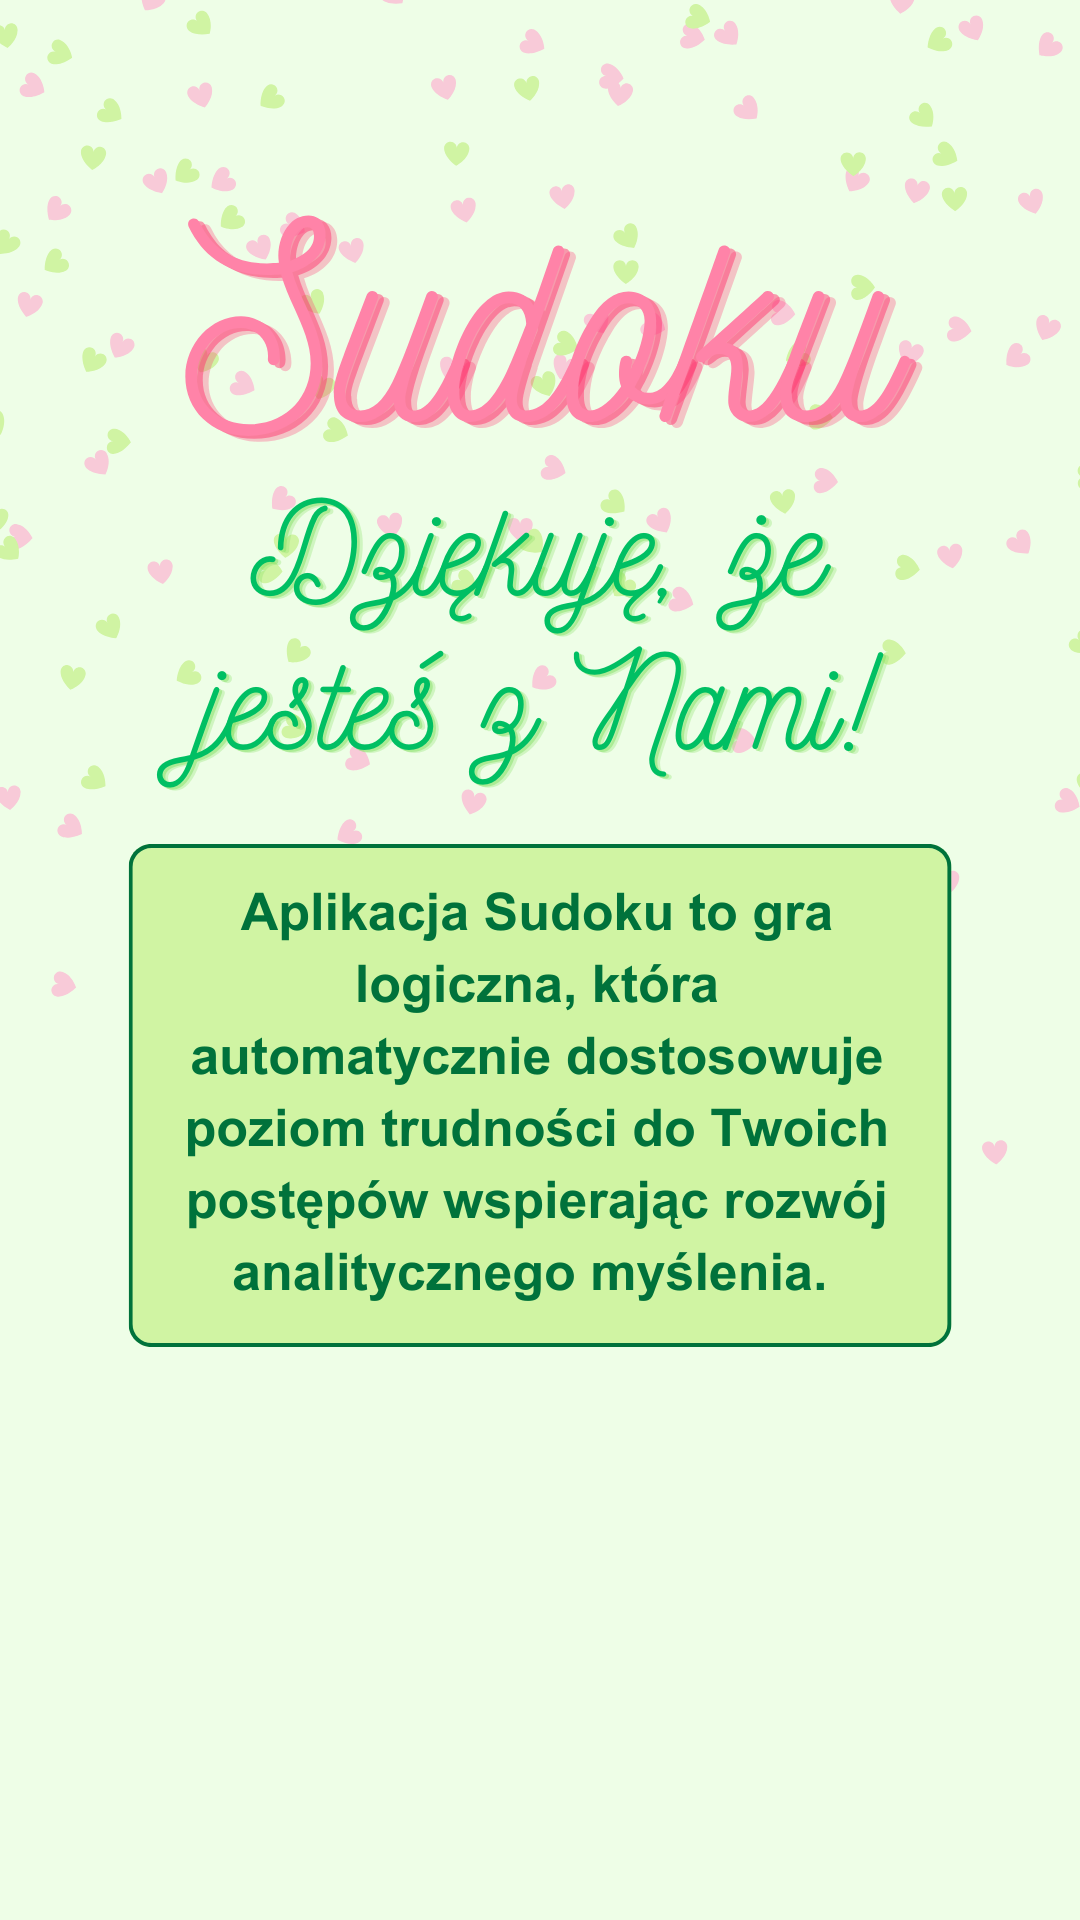 Sudoku
Dziękuję, że
jesteś z Nami!
Aplikacja Sudoku to gra
logiczna, która
automatycznie dostosowuje
poziom trudności do Twoich
postępów wspierając rozwój
analitycznego myślenia.